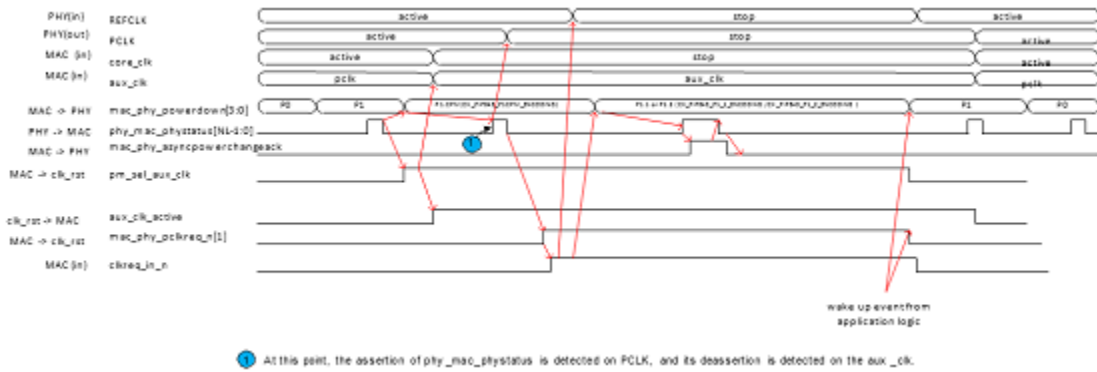 PHY(in) REFCLK active stop active
PHY(out) PCLK active stop active
MAC (in) core_clk active stop active
MAC(in) aux_clk pclk aux_clk pclk
MAC -> PHY mac_phy_powerdown[3:0] P0 P1 P1 P0
PHY -> MAC phy_mac_phystatus[NL-1:0]
1
MAC -> PHY mac_phy_asyncpowerchangeack
MAC -> clk_rst pm_sel_aux_clk
clk_rst -> MAC aux_clk_active
MAC -> clk_rst mac_phy_pclkreq_n[1]
MAC(in) clkreq_in_n
wake up event from
application logic
1 At this point, the assertion of phy_mac_phystatus is detected on PCLK, and its deassertion is detected on the aux_clk.